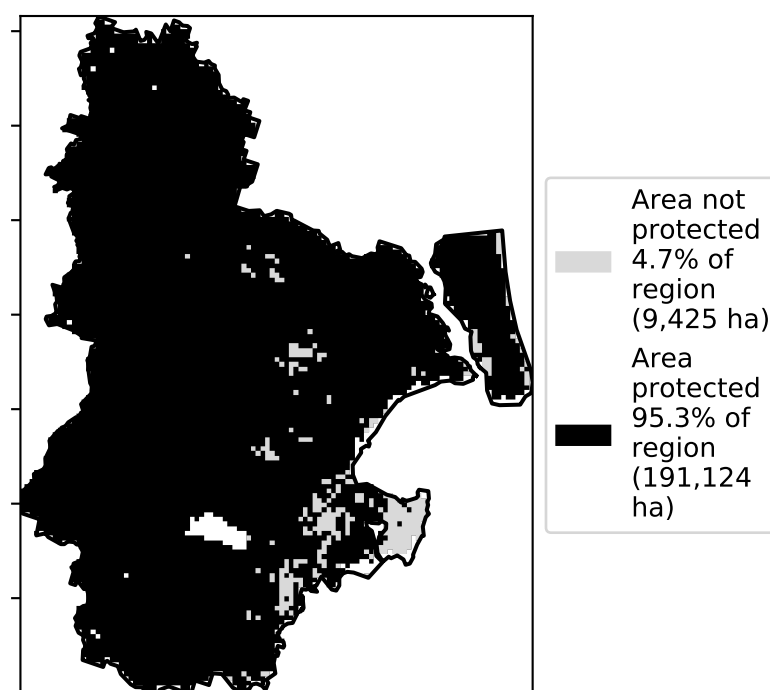 Area not
protected
4.7% of
region
(9,425 ha)
Area
protected
95.3% of
region
(191,124
ha)